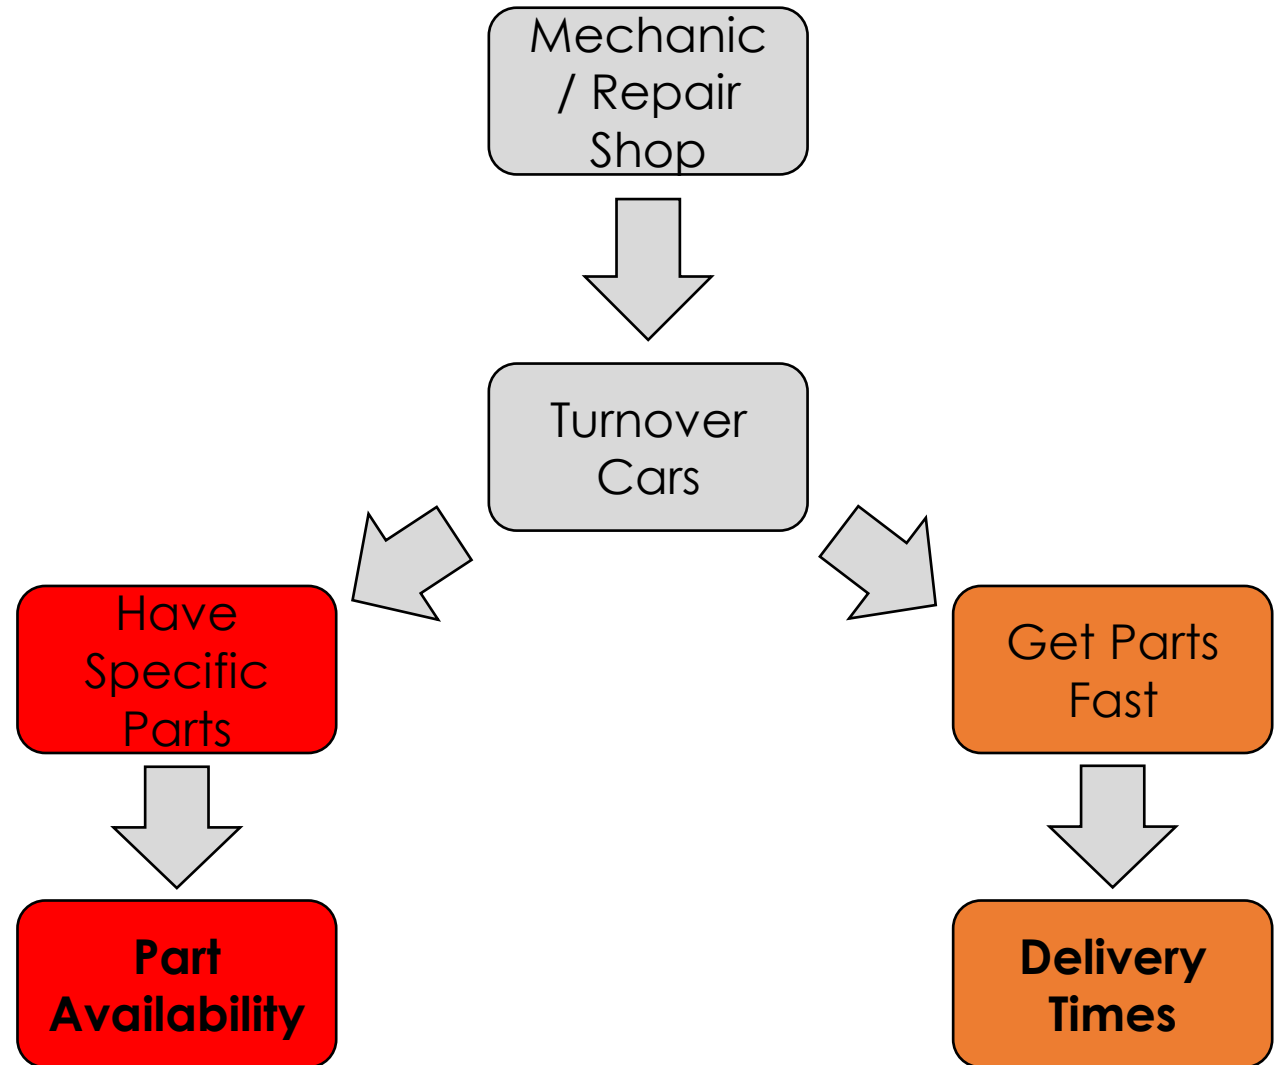 Mechanic
/ Repair
Shop
Turnover
Cars
Have
Specific
Parts
Get Parts
Fast
Part
Availability
Delivery
Times